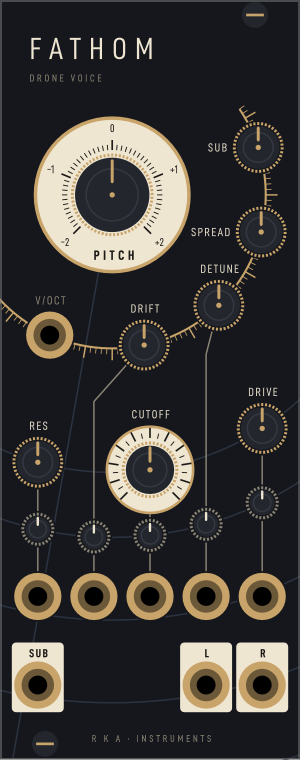 FATHOM
DRONE VOICE
0
-1 +1
-2 +2
PITCH
SUB
SPREAD
DETUNE
V/OCT
DRIFT
DRIVE
CUTOFF
RES
SUB L R
R K A · INSTRUMENTS